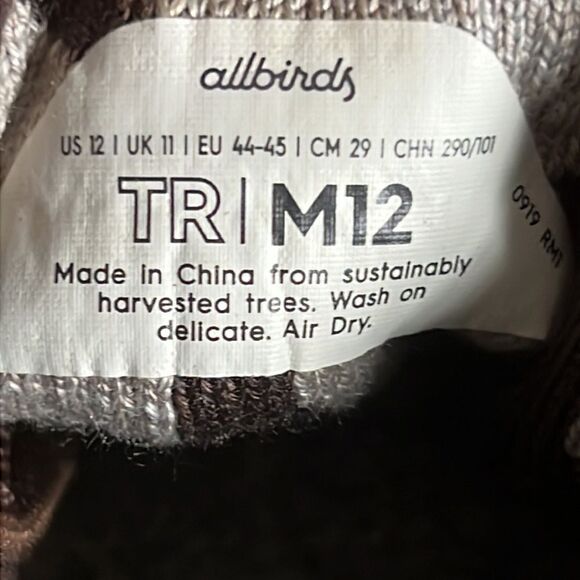 allbirds
US 12 | UK 11 | EU 44-45 | CM 29 | CHN 290/101
TR | M12
0919 RM1
Made in China from sustainably
harvested trees. Wash on
delicate. Air Dry.